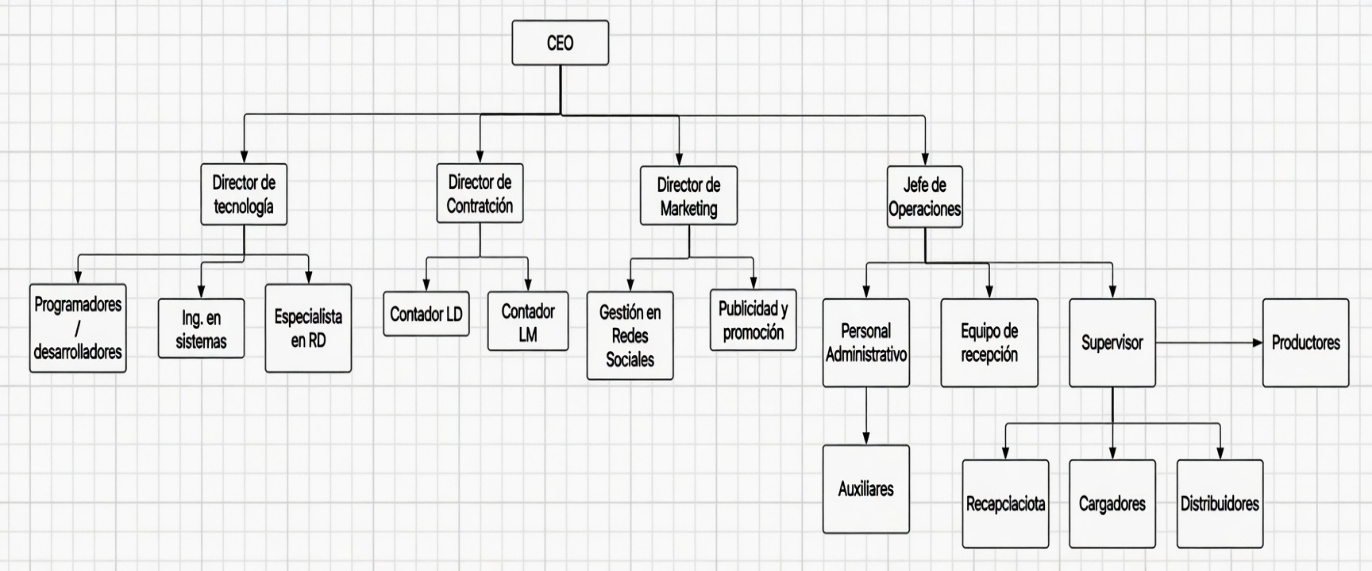 CEO
Director de
tecnología
Director de
Contratción
Director de
Marketing
Jefe de
Operaciones
Programadores
/
desarrolladores
Ing. en
sistemas
Especialista
en RD
Contador LD
Contador
LM
Gestión en
Redes
Sociales
Publicidad y
promoción
Personal
Administrativo
Equipo de
recepción
Supervisor
Productores
Auxiliares
Recapclaciota
Cargadores
Distribuidores